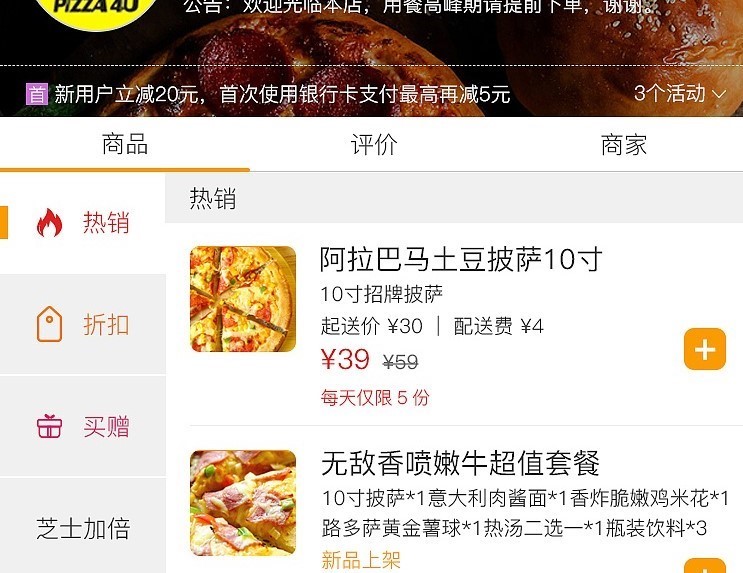 PIZZA 4U
公告：欢迎光临本店，用餐高峰期请提前下单，谢谢。
首 新用户立减20元，首次使用银行卡支付最高再减5元
3个活动
商品 评价 商家
热销
折扣
买赠
芝士加倍
热销
阿拉巴马土豆披萨10寸
10寸招牌披萨
起送价 ¥30 | 配送费 ¥4
¥39 ¥59
每天仅限 5 份
无敌香喷嫩牛超值套餐
10寸披萨*1意大利肉酱面*1香炸脆嫩鸡米花*1
路多萨黄金薯球*1热汤二选一*1瓶装饮料*3
新品上架